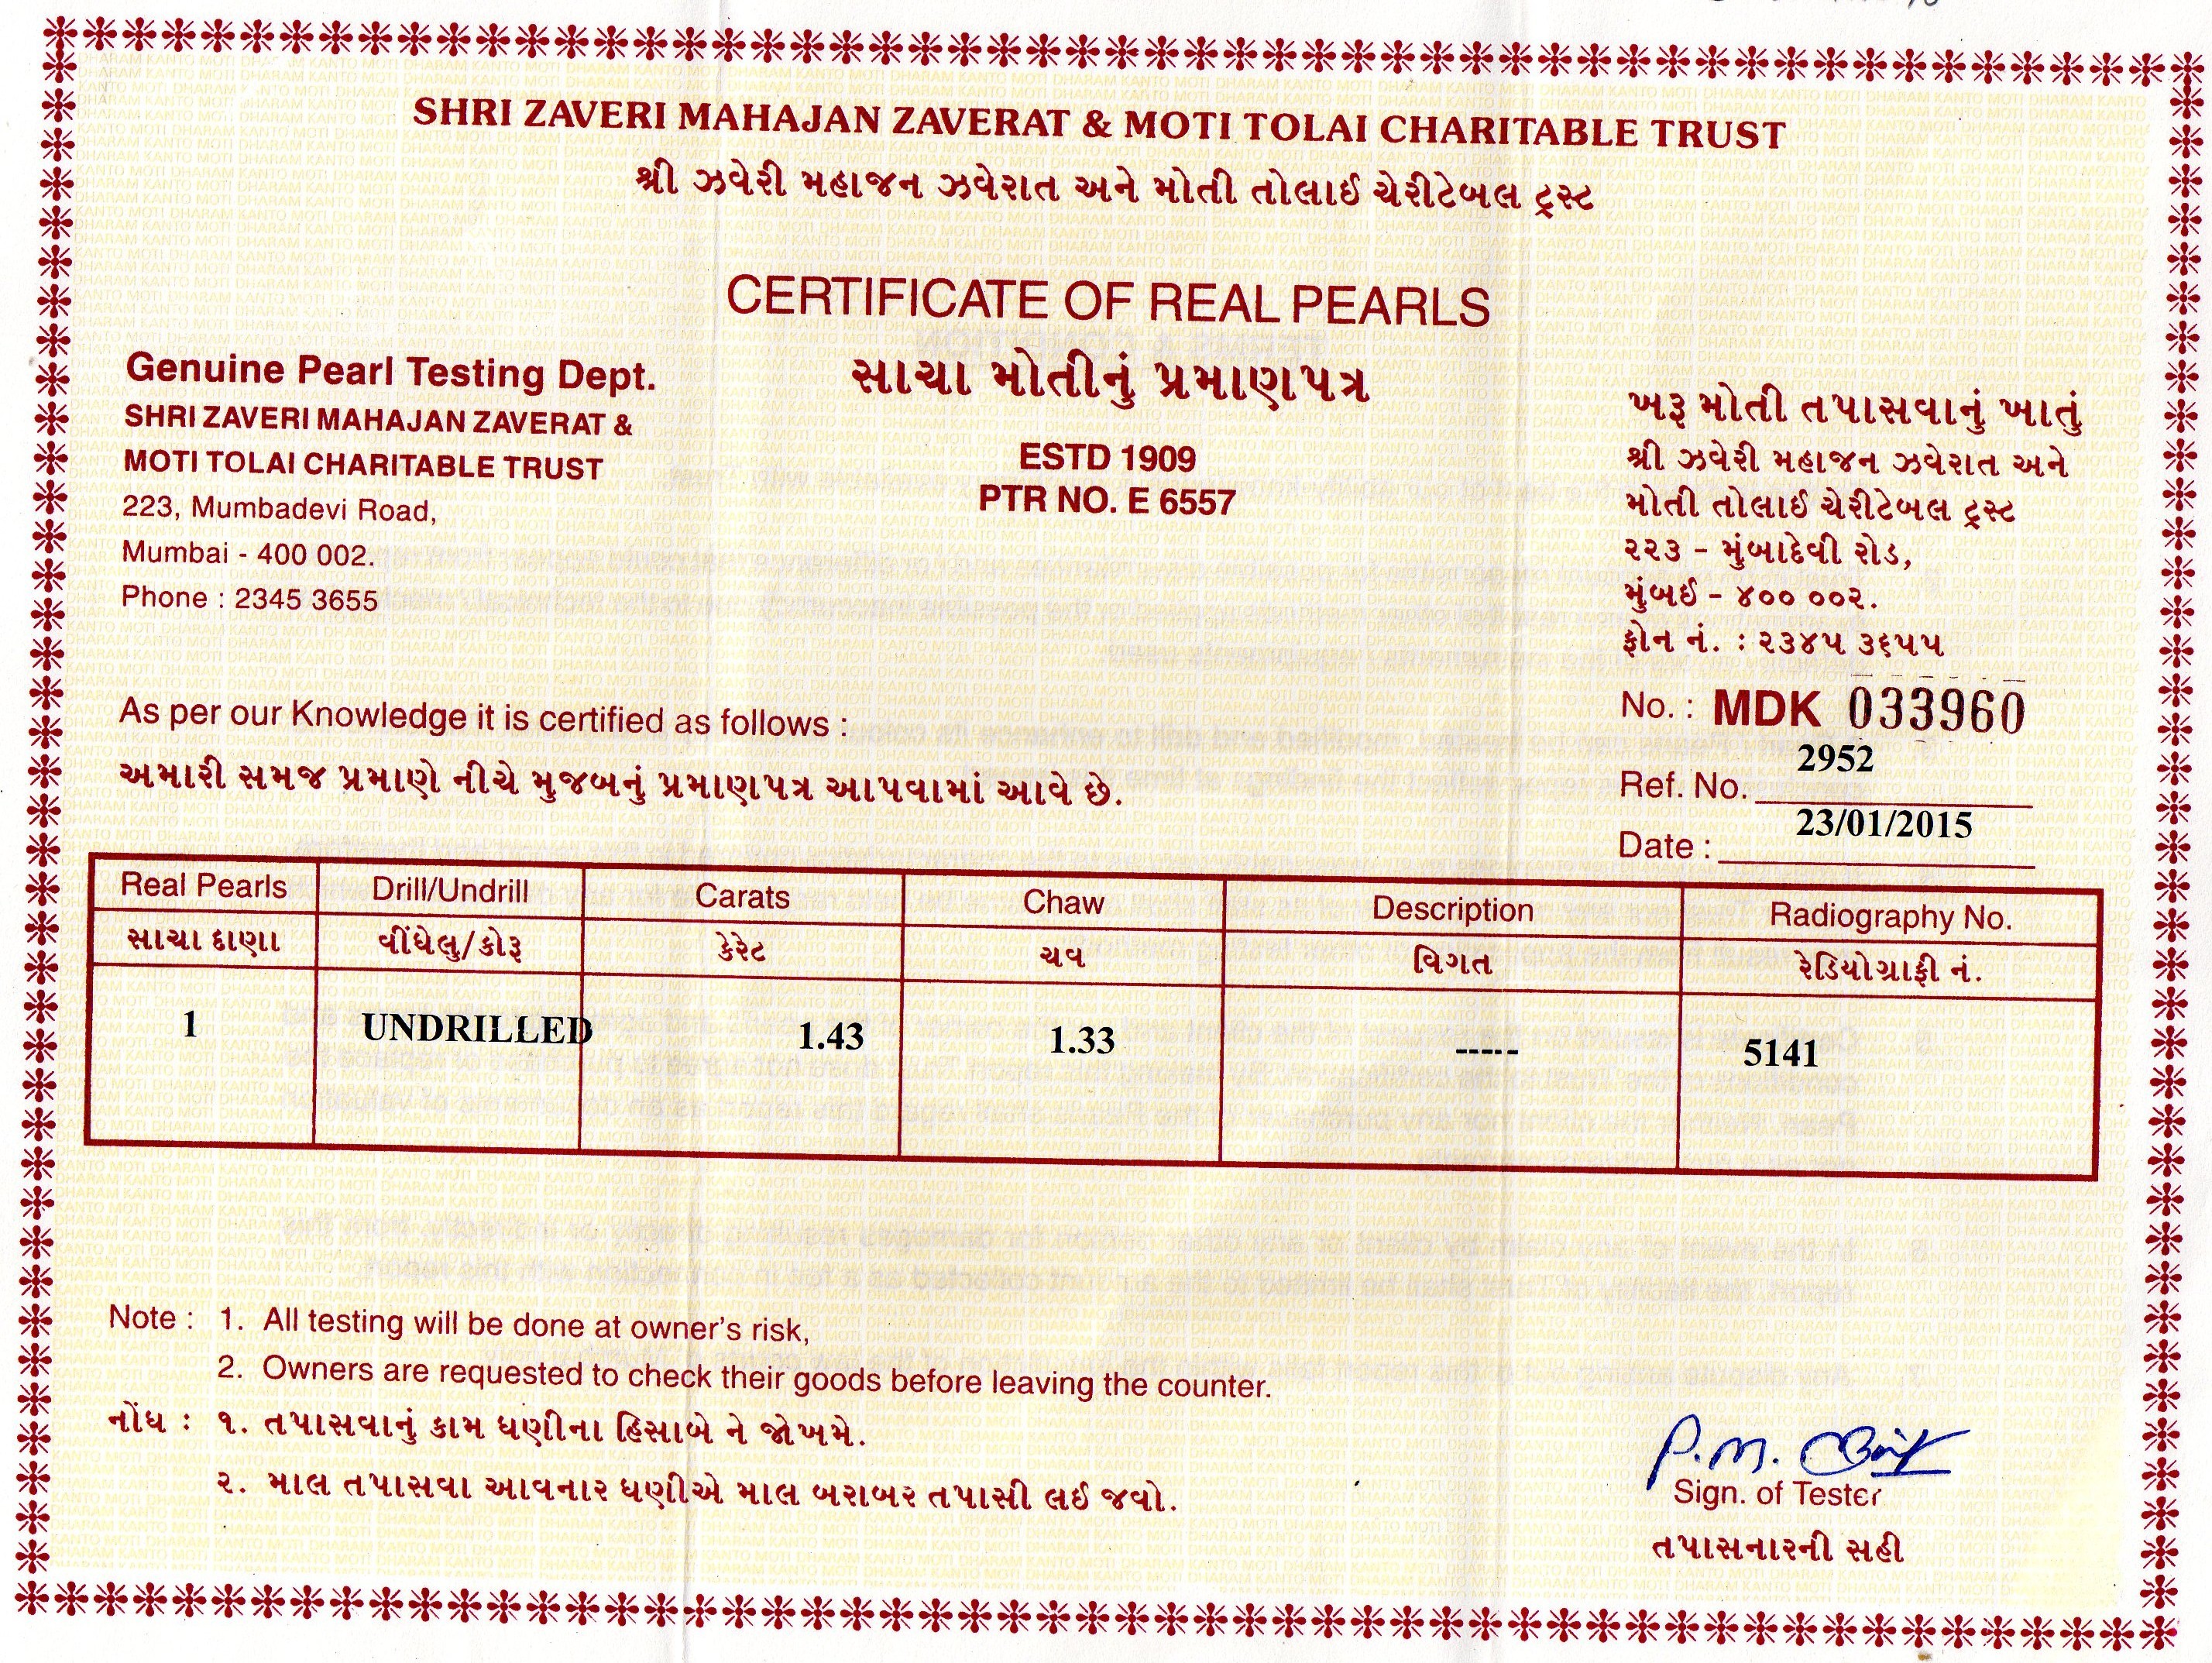 SHRI ZAVERI MAHAJAN ZAVERAT & MOTI TOLAI CHARITABLE TRUST
શ્રી ઝવેરી મહાજન ઝવેરાત અને મોતી તોલાઈ ચેરીટેબલ ટ્રસ્ટ
CERTIFICATE OF REAL PEARLS
સાચા મોતીનું પ્રમાણપત્ર
ESTD 1909
PTR NO. E 6557
Genuine Pearl Testing Dept.
SHRI ZAVERI MAHAJAN ZAVERAT &
MOTI TOLAI CHARITABLE TRUST
223, Mumbadevi Road,
Mumbai - 400 002.
Phone : 2345 3655
ખરૂ મોતી તપાસવાનું ખાતું
શ્રી ઝવેરી મહાજન ઝવેરાત અને
મોતી તોલાઈ ચેરીટેબલ ટ્રસ્ટ
૨૨૩ - મુંબાદેવી રોડ,
મુંબઈ - ૪૦૦ ૦૦૨.
ફોન નં. : ૨૩૪૫ ૩૬૫૫
No. : MDK 033960
Ref. No. 2952
Date : 23/01/2015
As per our Knowledge it is certified as follows :
અમારી સમજ પ્રમાણે નીચે મુજબનું પ્રમાણપત્ર આપવામાં આવે છે.
Real Pearls Drill/Undrill Carats Chaw Description Radiography No.
સાચા દાણા વીંધેલુ/કોરૂ કેરેટ ચવ વિગત રેડિયોગ્રાફી નં.
1 UNDRILLED 1.43 1.33 ----- 5141
Note : 1. All testing will be done at owner's risk,
2. Owners are requested to check their goods before leaving the counter.
નોંધ : ૧. તપાસવાનું કામ ધણીના હિસાબે ને જોખમે.
૨. માલ તપાસવા આવનાર ધણીએ માલ બરાબર તપાસી લઈ જવો.
P.M.
Sign. of Tester
તપાસનારની સહી